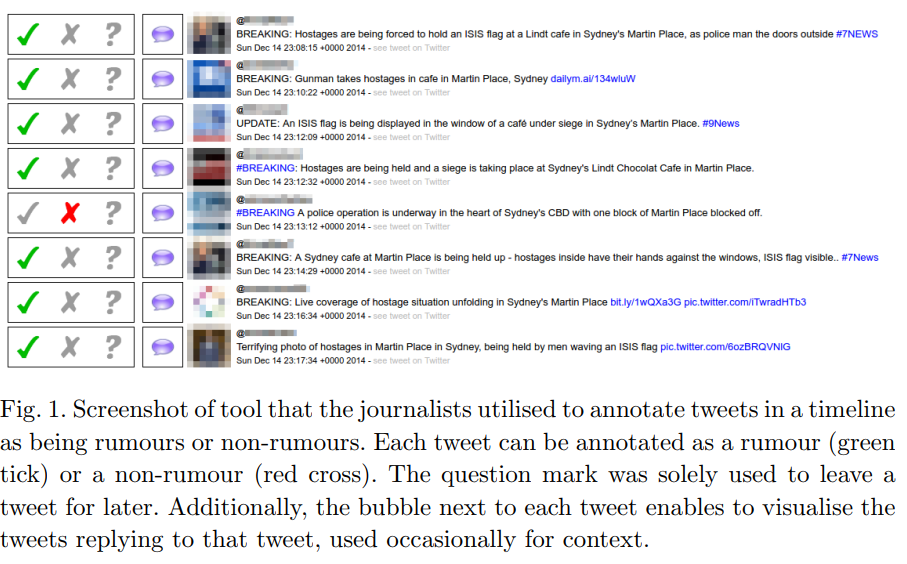 @
BREAKING: Hostages are being forced to hold an ISIS flag at a Lindt cafe in Sydney's Martin Place, as police man the doors outside #7NEWS
Sun Dec 14 23:08:15 +0000 2014 - see tweet on Twitter
@
BREAKING: Gunman takes hostages in cafe in Martin Place, Sydney dailym.ai/134wIuW
Sun Dec 14 23:10:22 +0000 2014 - see tweet on Twitter
@
UPDATE: An ISIS flag is being displayed in the window of a café under siege in Sydney's Martin Place. #9News
Sun Dec 14 23:12:09 +0000 2014 - see tweet on Twitter
@
#BREAKING: Hostages are being held and a siege is taking place at Sydney's Lindt Chocolat Cafe in Martin Place.
Sun Dec 14 23:12:32 +0000 2014 - see tweet on Twitter
@
#BREAKING A police operation is underway in the heart of Sydney's CBD with one block of Martin Place blocked off.
Sun Dec 14 23:13:12 +0000 2014 - see tweet on Twitter
@
BREAKING: A Sydney cafe at Martin Place is being held up - hostages inside have their hands against the windows, ISIS flag visible.. #7News
Sun Dec 14 23:14:29 +0000 2014 - see tweet on Twitter
@
BREAKING: Live coverage of hostage situation unfolding in Sydney's Martin Place bit.ly/1wQXa3G pic.twitter.com/iTwradHTb3
Sun Dec 14 23:16:34 +0000 2014 - see tweet on Twitter
@
Terrifying photo of hostages in Martin Place in Sydney, being held by men waving an ISIS flag pic.twitter.com/6ozBRQVNIG
Sun Dec 14 23:17:34 +0000 2014 - see tweet on Twitter
Fig. 1. Screenshot of tool that the journalists utilised to annotate tweets in a timeline
as being rumours or non-rumours. Each tweet can be annotated as a rumour (green
tick) or a non-rumour (red cross). The question mark was solely used to leave a
tweet for later. Additionally, the bubble next to each tweet enables to visualise the
tweets replying to that tweet, used occasionally for context.